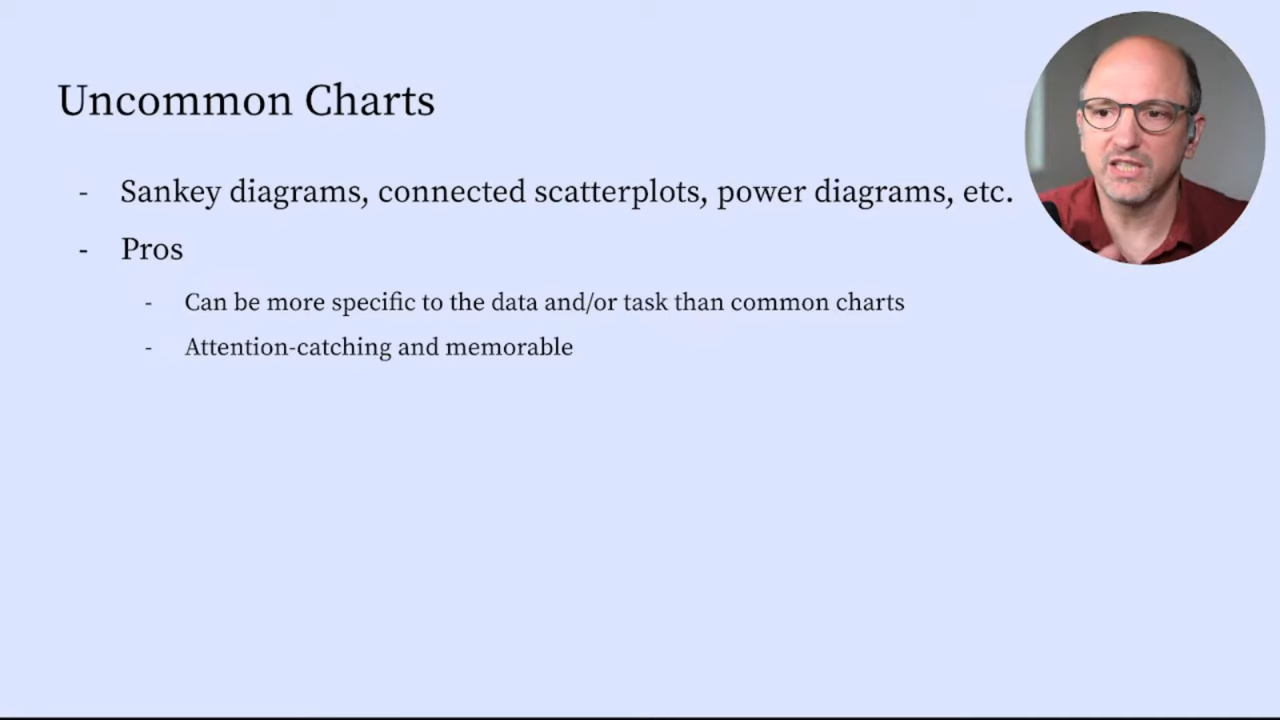 Uncommon Charts
- Sankey diagrams, connected scatterplots, power diagrams, etc.
- Pros
- Can be more specific to the data and/or task than common charts
- Attention-catching and memorable